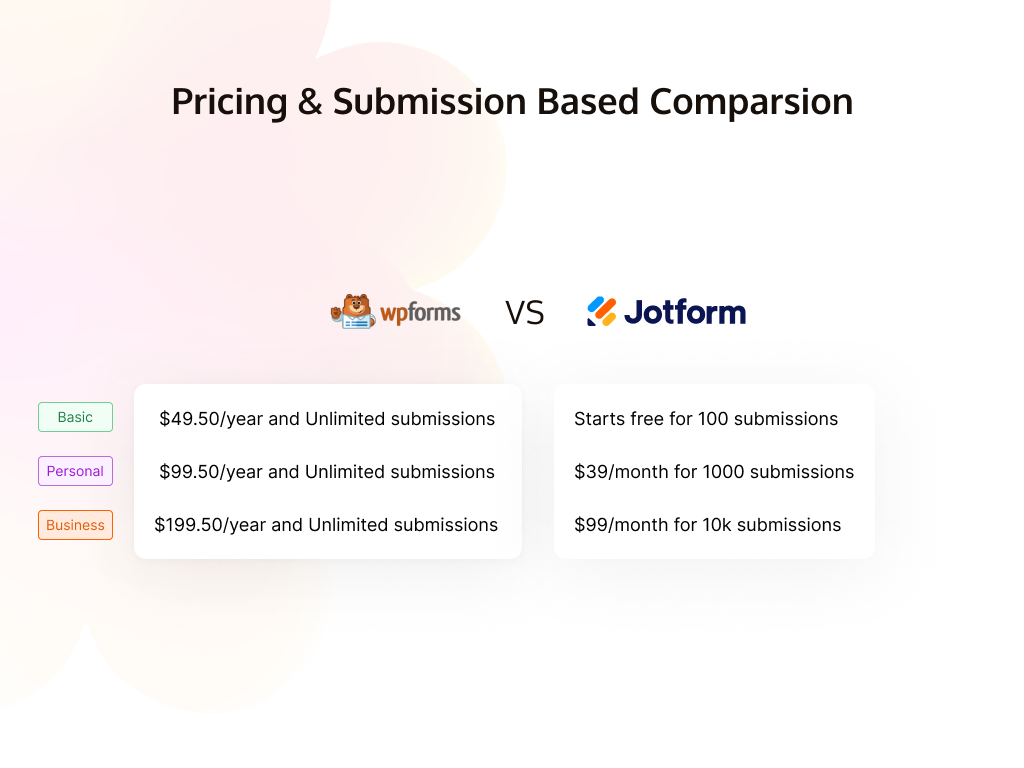 Pricing & Submission Based Comparsion
wpforms VS Jotform
Basic $49.50/year and Unlimited submissions Starts free for 100 submissions
Personal $99.50/year and Unlimited submissions $39/month for 1000 submissions
Business $199.50/year and Unlimited submissions $99/month for 10k submissions